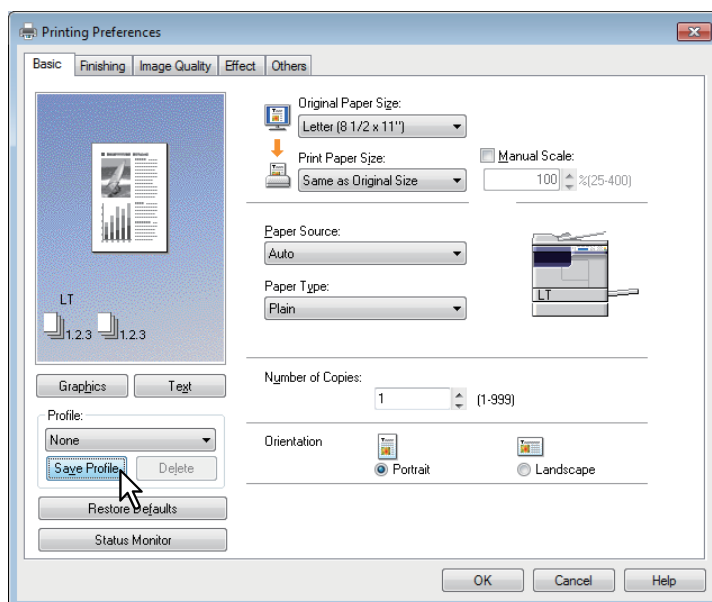 Printing Preferences
Basic Finishing Image Quality Effect Others
Original Paper Size:
Letter (8 1/2 x 11")
Print Paper Size:
Same as Original Size
Manual Scale:
100 %(25-400)
Paper Source:
Auto
Paper Type:
Plain
LT
LT
1.2.3 1.2.3
Graphics Text
Number of Copies:
1 (1-999)
Profile:
None
Save Profile Delete
Orientation
Portrait Landscape
Restore Defaults
Status Monitor
OK Cancel Help